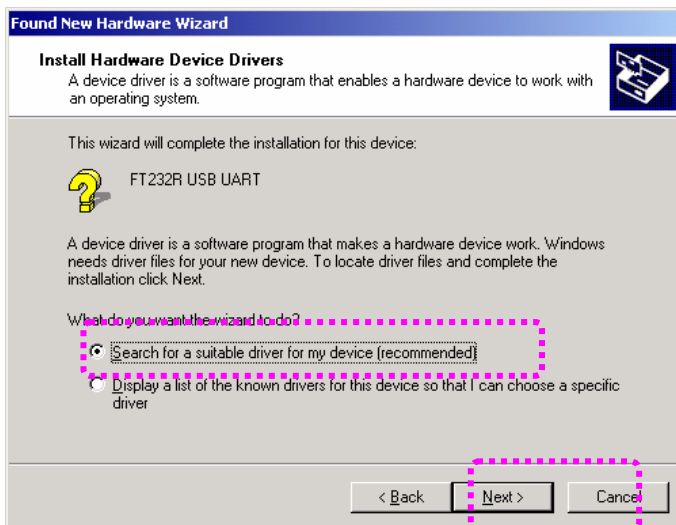 Found New Hardware Wizard
Install Hardware Device Drivers
A device driver is a software program that enables a hardware device to work with
an operating system.
This wizard will complete the installation for this device:
FT232R USB UART
A device driver is a software program that makes a hardware device work. Windows
needs driver files for your new device. To locate driver files and complete the
installation click Next.
What do you want the wizard to do?
Search for a suitable driver for my device (recommended)
Display a list of the known drivers for this device so that I can choose a specific
driver
< Back Next > Cancel